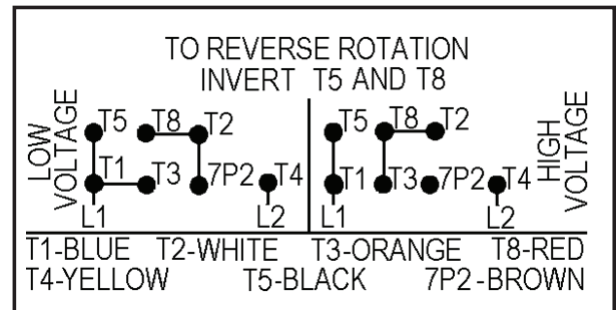 TO REVERSE ROTATION
INVERT T5 AND T8
LOW
VOLTAGE
T5 T8 T2
T1 T3 7P2 T4
L1 L2
T5 T8 T2
T1 T3 7P2 T4
L1 L2
HIGH
VOLTAGE
T1-BLUE T2-WHITE T3-ORANGE T8-RED
T4-YELLOW T5-BLACK 7P2-BROWN